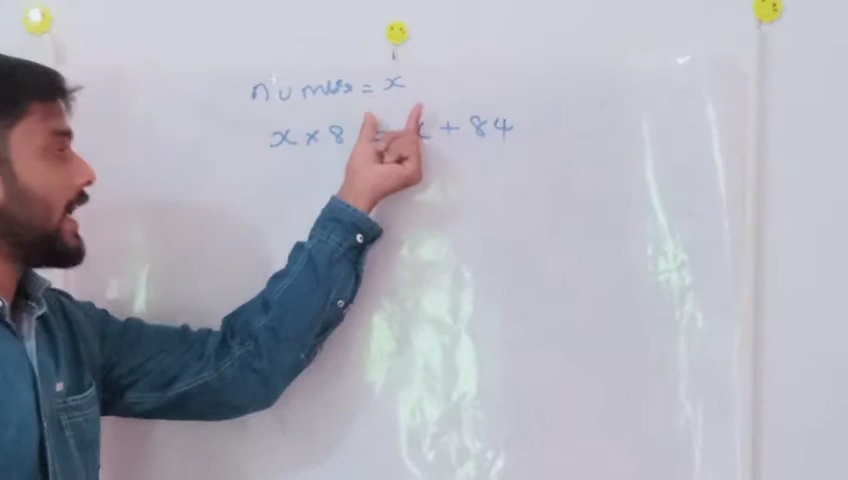 number = x
x × 8 = x + 84